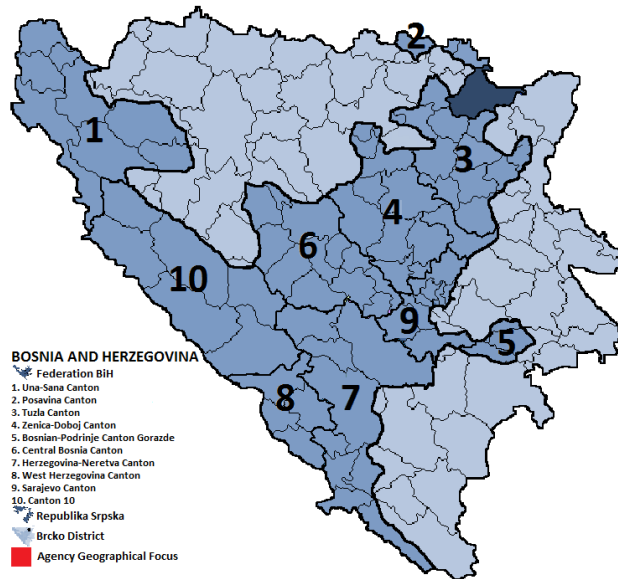 2
1
3
4
6
10
9
5
8
7
BOSNIA AND HERZEGOVINA
Federation BiH
1. Una-Sana Canton
2. Posavina Canton
3. Tuzla Canton
4. Zenica-Doboj Canton
5. Bosnian-Podrinje Canton Gorazde
6. Central Bosnia Canton
7. Herzegovina-Neretva Canton
8. West Herzegovina Canton
9. Sarajevo Canton
10. Canton 10
Republika Srpska
Brcko District
Agency Geographical Focus